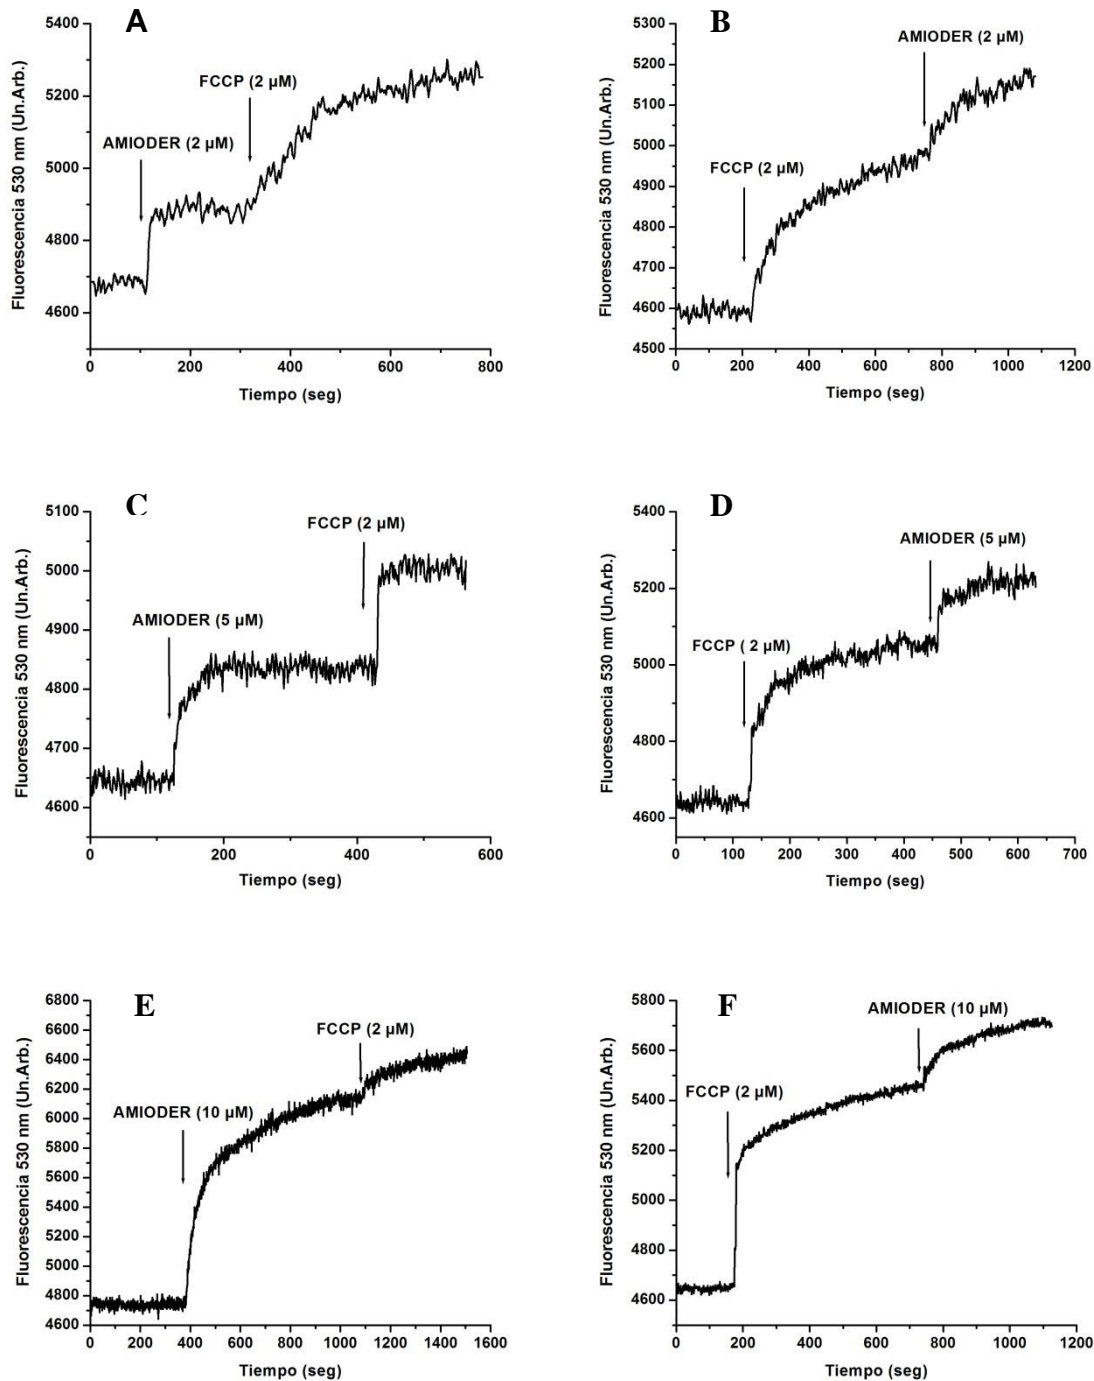 A
5400
5200
5000
4800
4600
0
200
400
600
800
Fluorescencia 530 nm (Un.Arb.)
Tiempo (seg)
AMIODER (2 µM)
FCCP (2 µM)
B
5300
5200
5100
5000
4900
4800
4700
4600
4500
0
200
400
600
800
1000
1200
Fluorescencia 530 nm (Un.Arb.)
Tiempo (seg)
FCCP (2 µM)
AMIODER (2 µM)
C
5100
5000
4900
4800
4700
4600
0
200
400
600
Fluorescencia 530 nm (Un.Arb.)
Tiempo (seg)
AMIODER (5 µM)
FCCP (2 µM)
D
5400
5200
5000
4800
4600
0
100
200
300
400
500
600
700
Fluorescencia 530 nm (Un.Arb.)
Tiempo (seg)
FCCP ( 2 µM)
AMIODER (5 µM)
E
6800
6600
6400
6200
6000
5800
5600
5400
5200
5000
4800
4600
0
200
400
600
800
1000
1200
1400
1600
Fluorescencia 530 nm (Un.Arb.)
Tiempo (seg)
AMIODER (10 µM)
FCCP (2 µM)
F
5800
5600
5400
5200
5000
4800
4600
0
200
400
600
800
1000
1200
Fluorescencia 530 nm (Un.Arb.)
Tiempo (seg)
FCCP (2 µM)
AMIODER (10 µM)